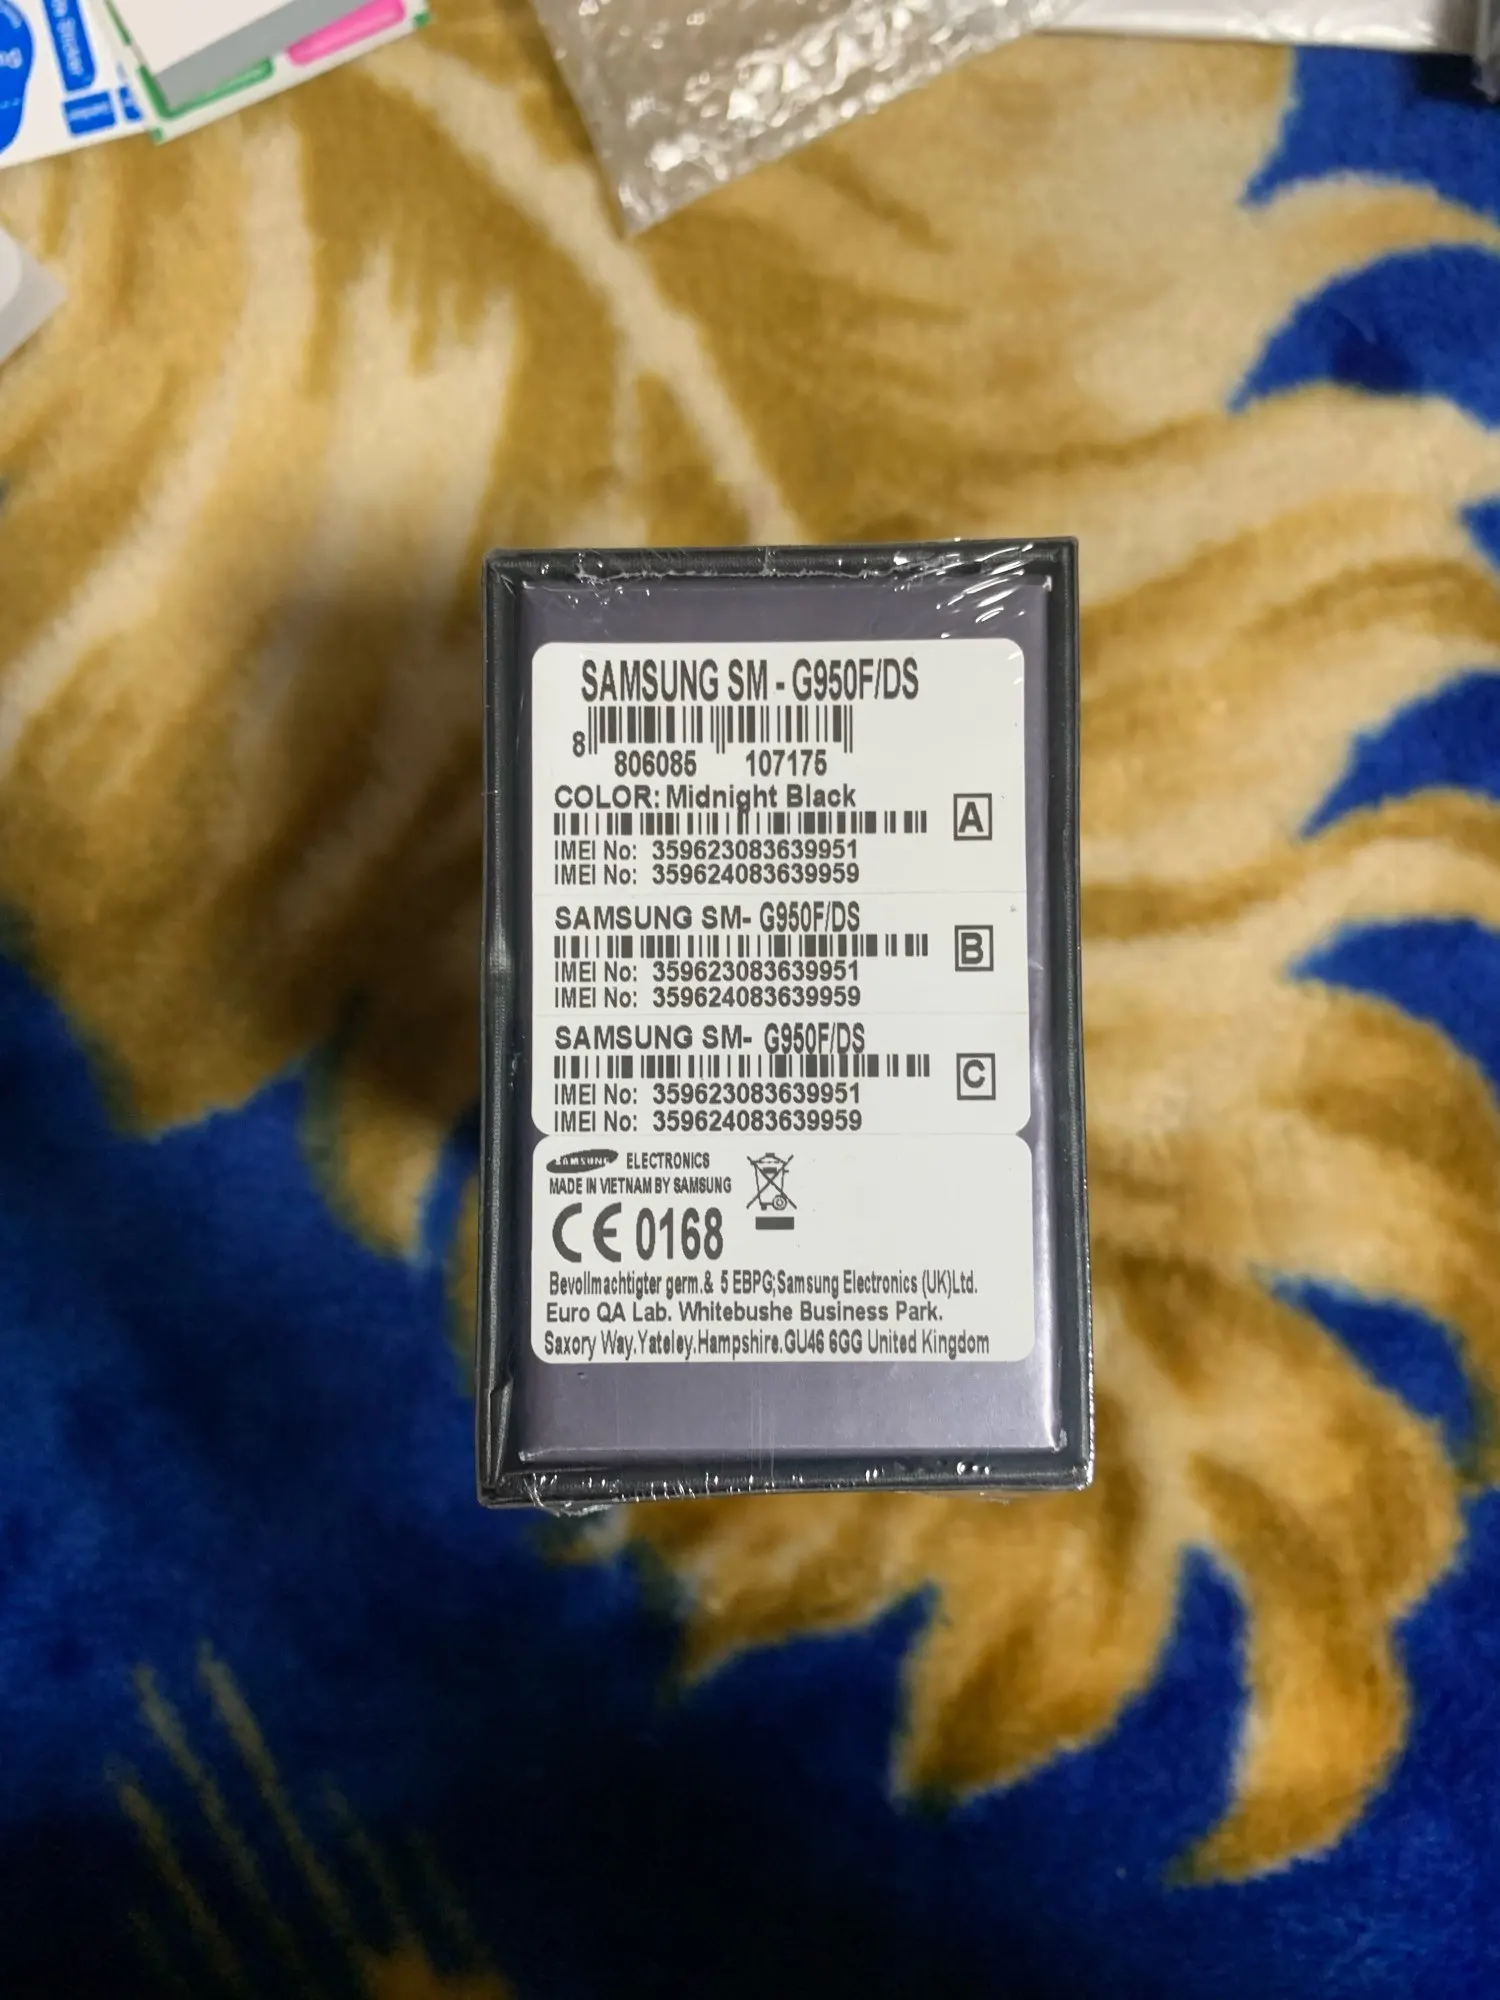 SAMSUNG SM - G950F/DS
8 806085 107175
COLOR: Midnight Black
A
IMEI No: 359623083639951
IMEI No: 359624083639959
SAMSUNG SM- G950F/DS
B
IMEI No: 359623083639951
IMEI No: 359624083639959
SAMSUNG SM- G950F/DS
C
IMEI No: 359623083639951
IMEI No: 359624083639959
SAMSUNG ELECTRONICS
MADE IN VIETNAM BY SAMSUNG
CE 0168
Bevollmachtigter germ.& 5 EBPG;Samsung Electronics (UK)Ltd.
Euro QA Lab. Whitebushe Business Park.
Saxory Way.Yateley.Hampshire.GU46 6GG United Kingdom